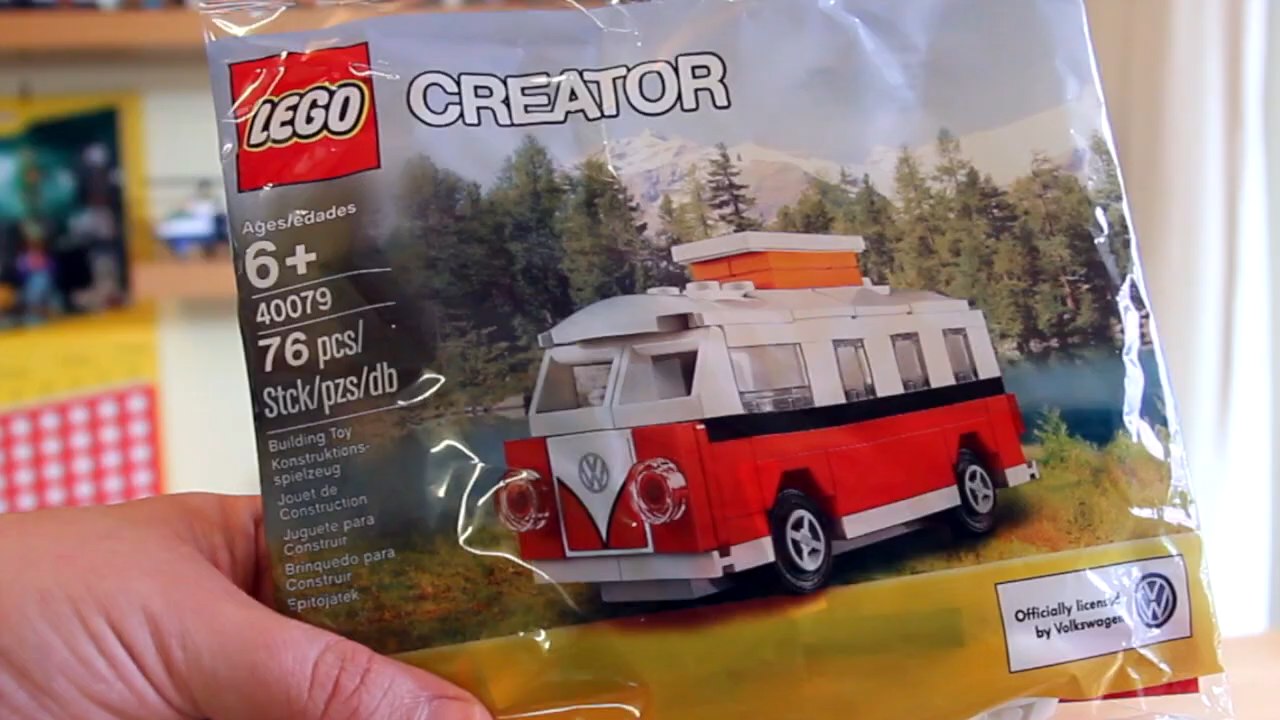 LEGO
CREATOR
Ages/edades
6+
40079
76 pcs/
Stck/pzs/db
Building Toy
Konstruktions-
spielzeug
Jouet de
Construction
Juguete para
Construir
Brinquedo para
Construir
Építőjáték
Officially licensed
by Volkswagen